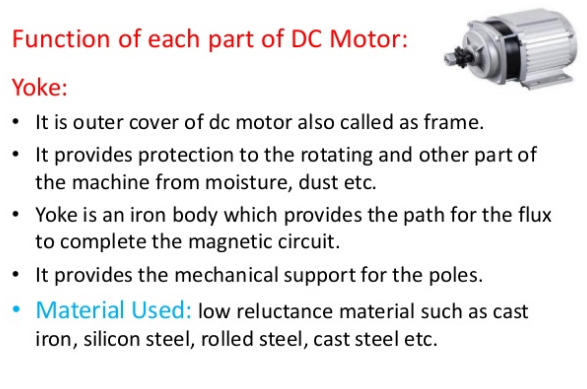 Function of each part of DC Motor:
Yoke:
• It is outer cover of dc motor also called as frame.
• It provides protection to the rotating and other part of
the machine from moisture, dust etc.
• Yoke is an iron body which provides the path for the flux
to complete the magnetic circuit.
• It provides the mechanical support for the poles.
• Material Used: low reluctance material such as cast
iron, silicon steel, rolled steel, cast steel etc.